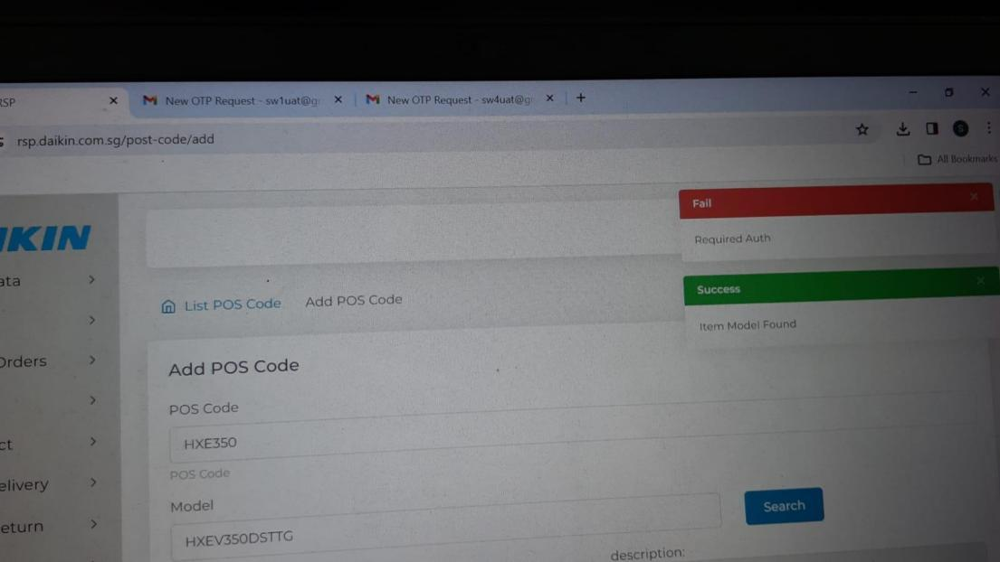 RSP
New OTP Request - sw1uat@g
New OTP Request - sw4uat@g
rsp.daikin.com.sg/post-code/add
All Bookmarks
IKIN
Fail
Required Auth
Success
Item Model Found
ata
Orders
ct
elivery
eturn
List POS Code
Add POS Code
Add POS Code
POS Code
HXE350
POS Code
Model
HXEV350DSTTG
Search
description: